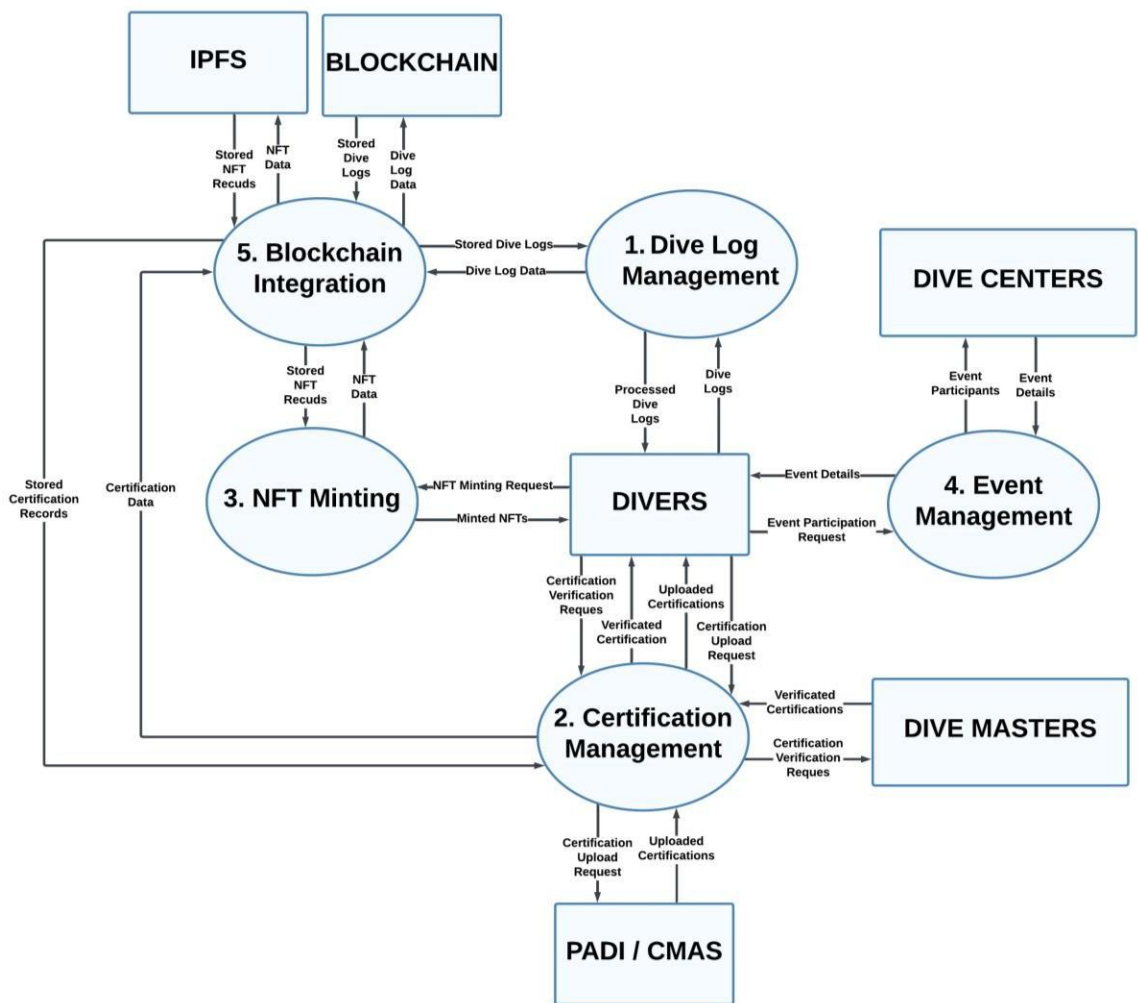 IPFS
BLOCKCHAIN
Stored
NFT
Recuds
NFT
Data
Stored
Dive
Logs
Dive
Log
Data
5. Blockchain
Integration
Stored Dive Logs
Dive Log Data
1. Dive Log
Management
DIVE CENTERS
Stored
NFT
Recuds
NFT
Data
Processed
Dive
Logs
Dive
Logs
Event
Participants
Event
Details
Stored
Certification
Records
Certification
Data
3. NFT Minting
NFT Minting Request
Minted NFTs
DIVERS
Event Details
Event Participation
Request
4. Event
Management
Certification
Verification
Reques
Verificated
Certification
Uploaded
Certifications
Certification
Upload
Request
2. Certification
Management
Verificated
Certifications
Certification
Verification
Reques
DIVE MASTERS
Certification
Upload
Request
Uploaded
Certifications
PADI / CMAS